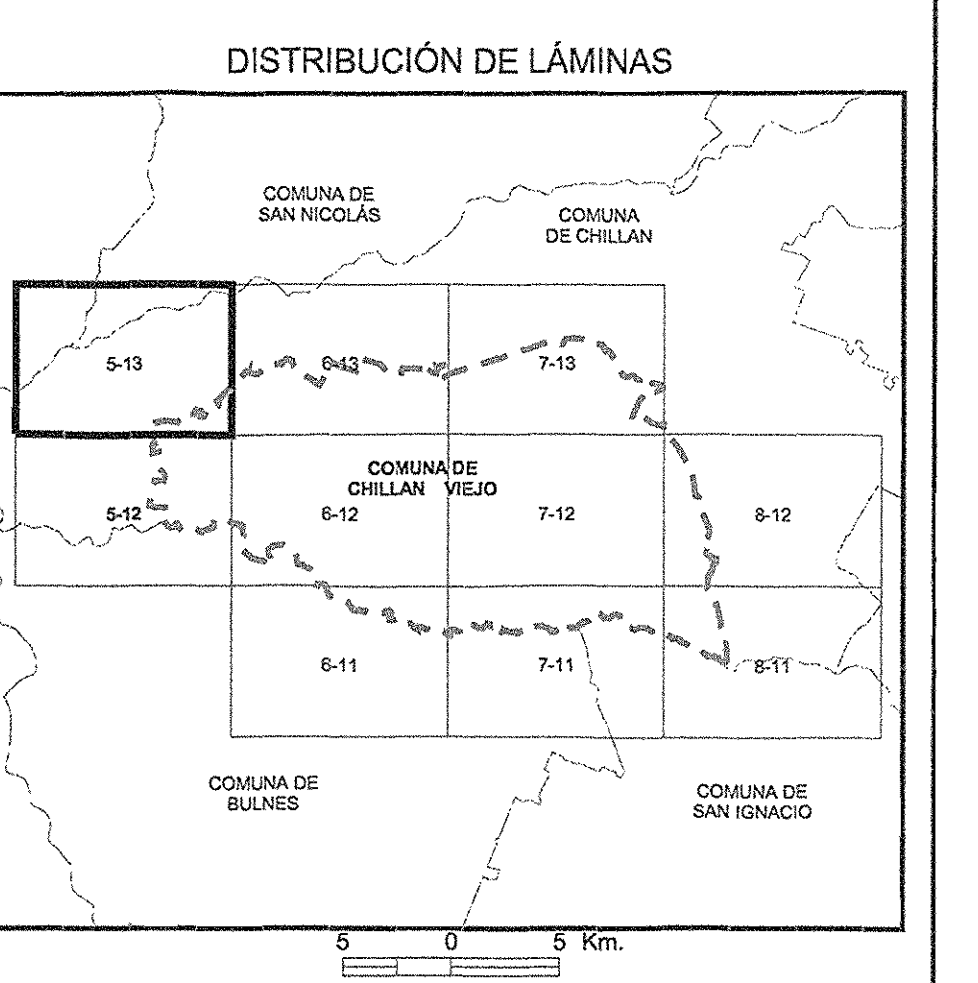 DISTRIBUCIÓN DE LÁMINAS
COMUNA DE
SAN NICOLÁS
COMUNA
DE CHILLAN
5-13
6-13
7-13
COMUNA DE
CHILLAN VIEJO
5-12
6-12
7-12
8-12
6-11
7-11
8-11
COMUNA DE
BULNES
COMUNA DE
SAN IGNACIO
5 0 5 Km.